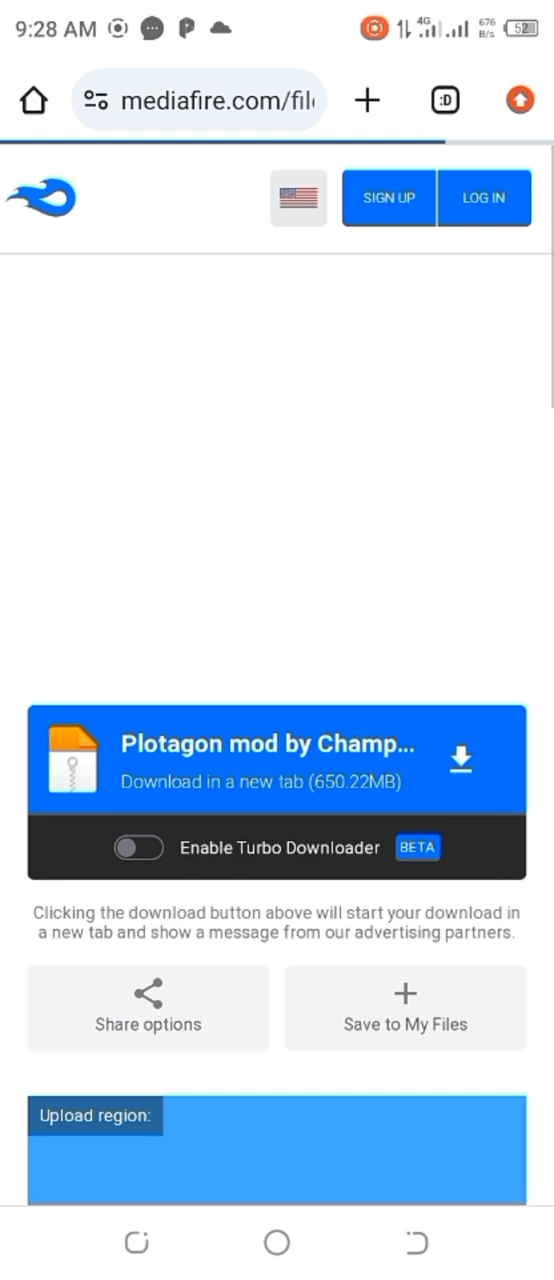 9:28 AM 4G 676 B/s 52
mediafire.com/fil
:D
SIGN UP LOG IN
Plotagon mod by Champ...
Download in a new tab (650.22MB)
Enable Turbo Downloader BETA
Clicking the download button above will start your download in
a new tab and show a message from our advertising partners.
Share options Save to My Files
Upload region: